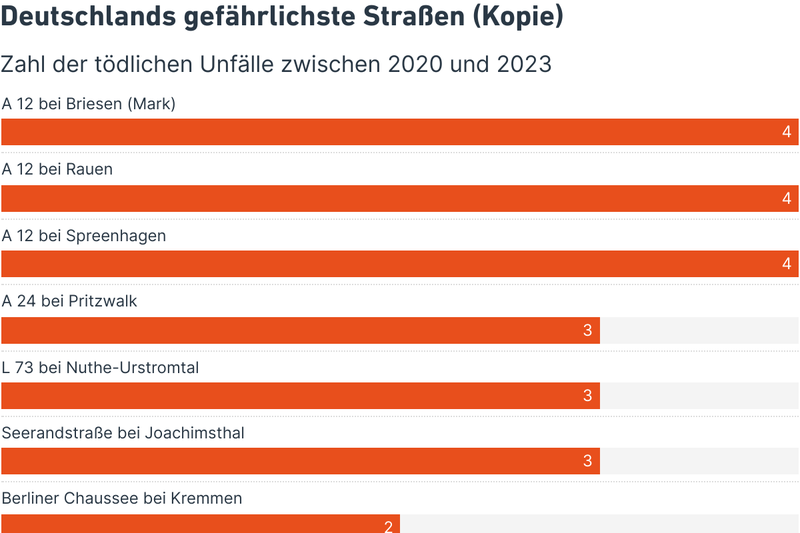 Deutschlands gefährlichste Straßen (Kopie)
Zahl der tödlichen Unfälle zwischen 2020 und 2023
A 12 bei Briesen (Mark)
4
A 12 bei Rauen
4
A 12 bei Spreenhagen
4
A 24 bei Pritzwalk
3
L 73 bei Nuthe-Urstromtal
3
Seerandstraße bei Joachimsthal
3
Berliner Chaussee bei Kremmen
2